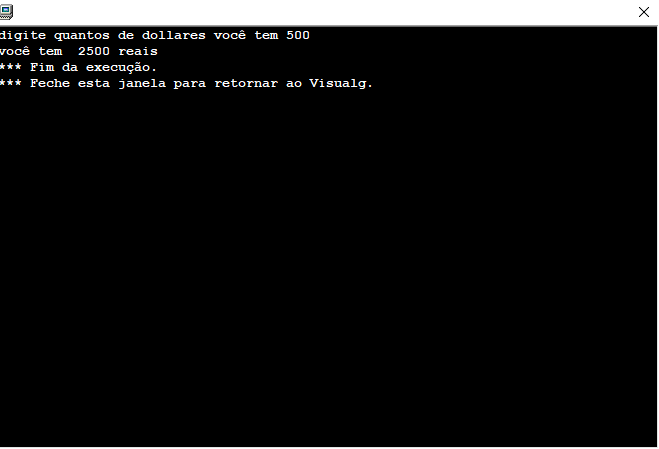 digite quantos de dollares você tem 500
você tem  2500 reais
*** Fim da execução.
*** Feche esta janela para retornar ao Visualg.